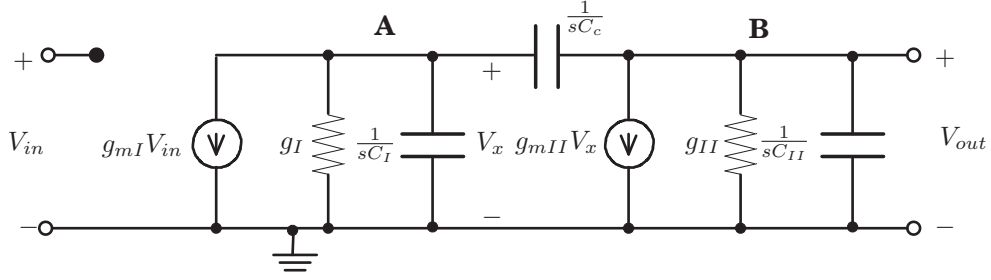 A
1/sC_c
B
+ + +
V_in g_mI V_in g_I 1/sC_I V_x g_mII V_x g_II 1/sC_II V_out
− − −